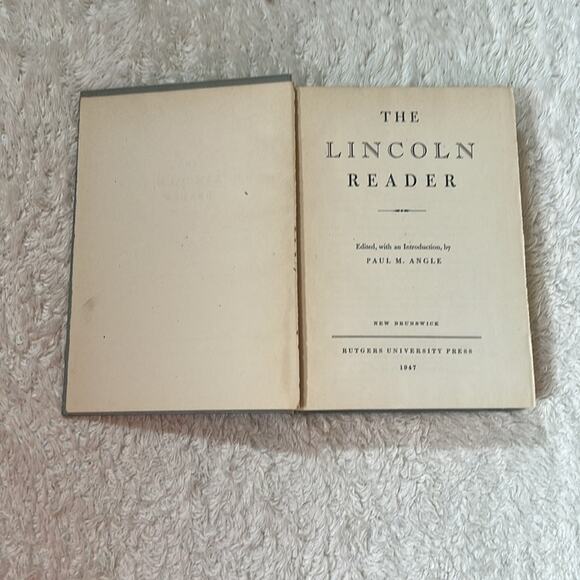 THE
LINCOLN
READER
Edited, with an Introduction, by
PAUL M. ANGLE
NEW BRUNSWICK
RUTGERS UNIVERSITY PRESS
1947